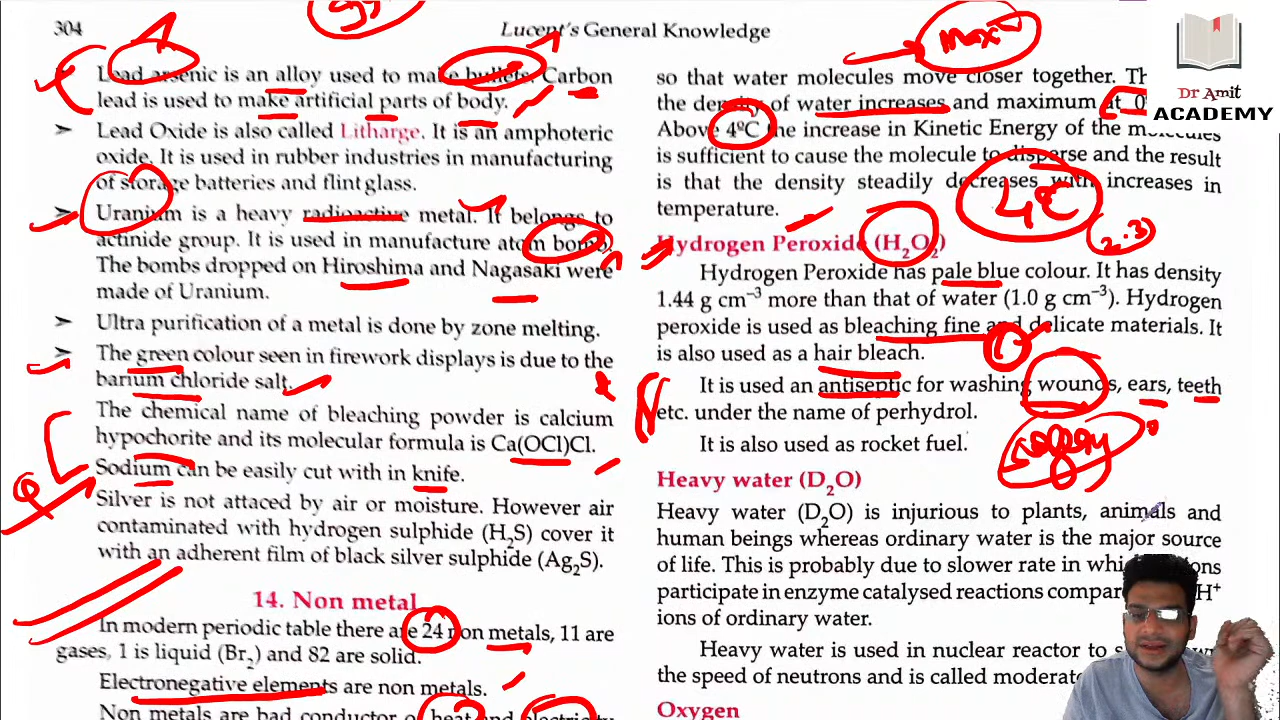 304
Lucent's General Knowledge
Lead arsenic is an alloy used to make bullets. Carbon
lead is used to make artificial parts of body.
➤ Lead Oxide is also called Litharge. It is an amphoteric
oxide. It is used in rubber industries in manufacturing
of storage batteries and flint glass.
➤ Uranium is a heavy radioactive metal. It belongs to
actinide group. It is used in manufacture atom bomb.
The bombs dropped on Hiroshima and Nagasaki were
made of Uranium.
➤ Ultra purification of a metal is done by zone melting.
➤ The green colour seen in firework displays is due to the
barium chloride salt.
The chemical name of bleaching powder is calcium
hypochorite and its molecular formula is Ca(OCl)Cl.
Sodium can be easily cut with in knife.
Silver is not attaced by air or moisture. However air
contaminated with hydrogen sulphide (H₂S) cover it
with an adherent film of black silver sulphide (Ag₂S).
14. Non metal
In modern periodic table there are 24 non metals, 11 are
gases, 1 is liquid (Br₂) and 82 are solid.
Electronegative elements are non metals.
Non metals are bad conductor of heat and electricity
so that water molecules move closer together.
the density of water increases and maximum at 0
Above 4°C the increase in Kinetic Energy of the molecules
is sufficient to cause the molecule to disperse and the result
is that the density steadily decreases with increases in
temperature.
4°C
2.3
Hydrogen Peroxide (H₂O₂)
Hydrogen Peroxide has pale blue colour. It has density
1.44 g cm⁻³ more than that of water (1.0 g cm⁻³). Hydrogen
peroxide is used as bleaching fine and delicate materials. It
is also used as a hair bleach.
It is used an antiseptic for washing wounds, ears, teeth
etc. under the name of perhydrol.
It is also used as rocket fuel.
Heavy water (D₂O)
Heavy water (D₂O) is injurious to plants, animals and
human beings whereas ordinary water is the major source
of life. This is probably due to slower rate in which ions
participate in enzyme catalysed reactions H⁺
ions of ordinary water.
Heavy water is used in nuclear reactor to
the speed of neutrons and is called
Oxygen
Dr Amit
ACADEMY